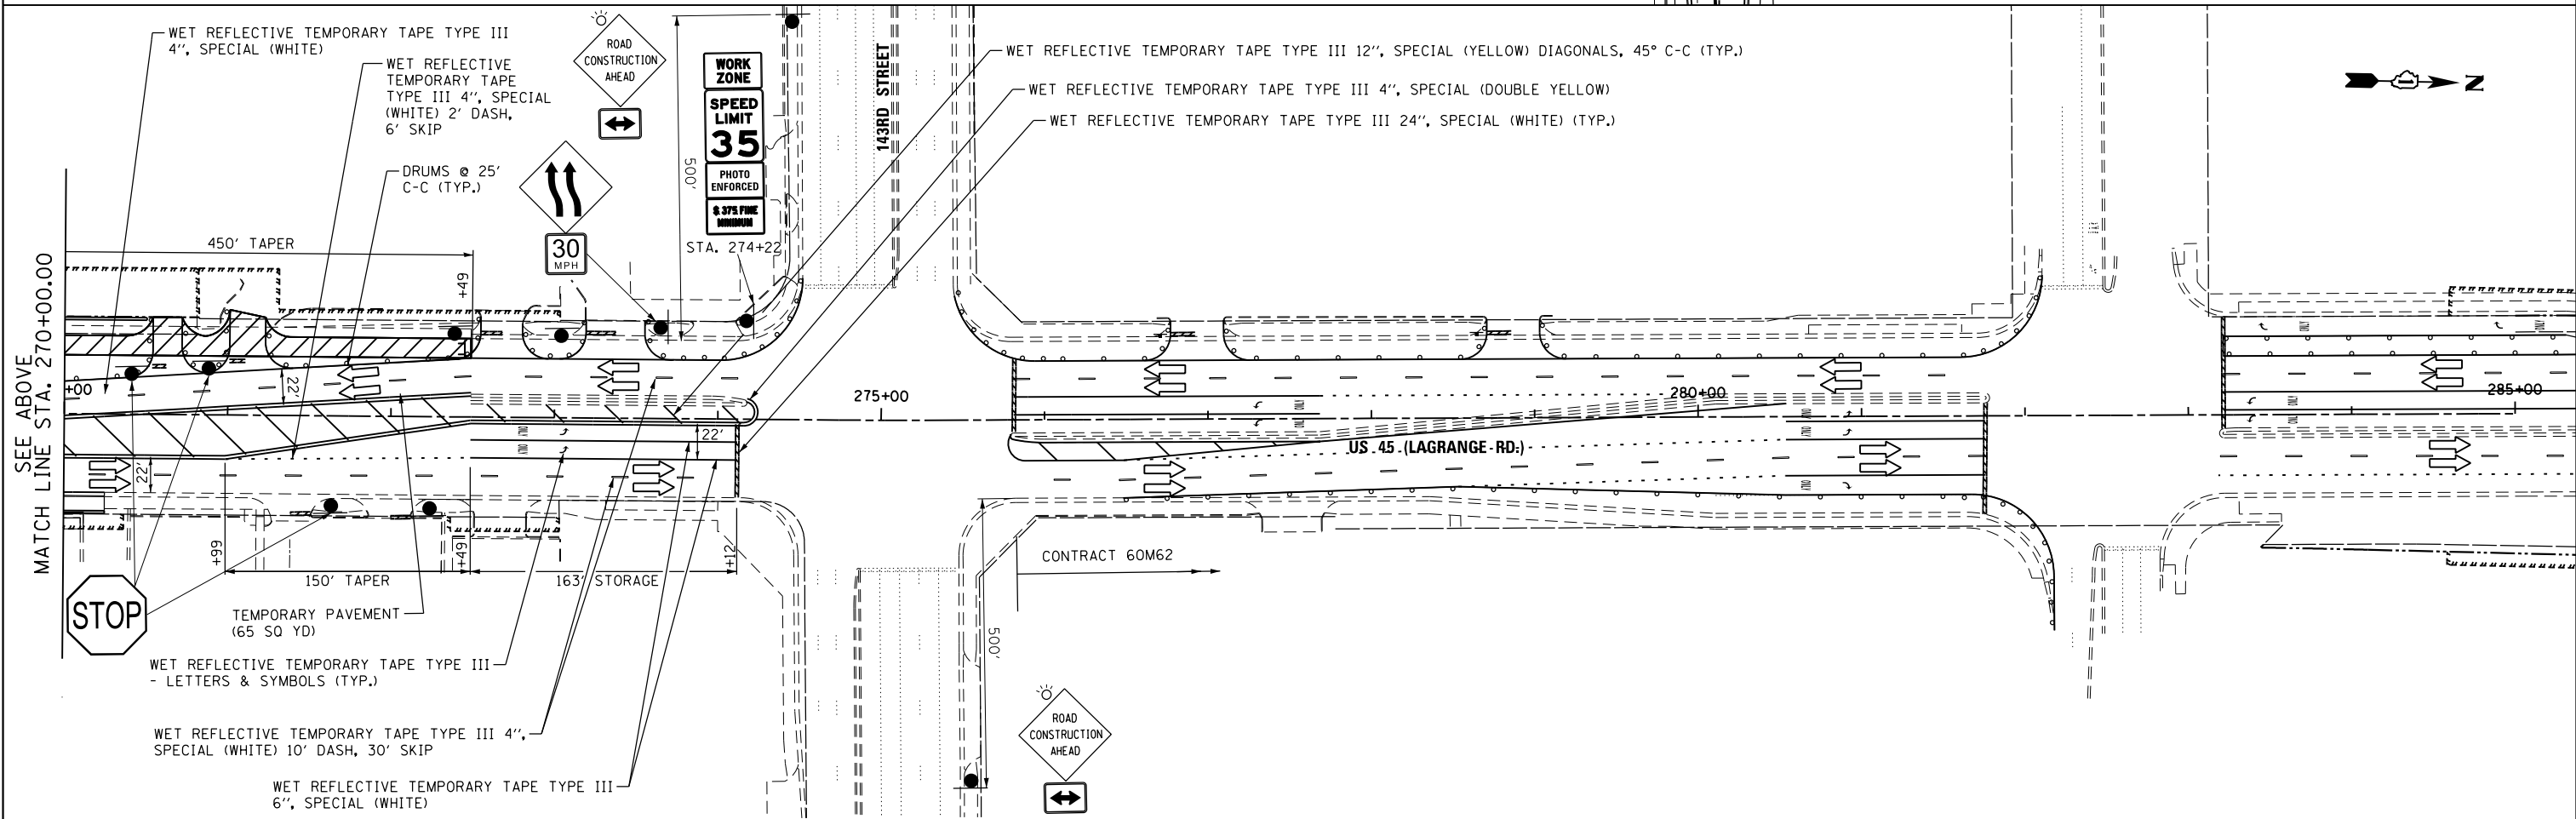 WET REFLECTIVE TEMPORARY TAPE TYPE III
4", SPECIAL (WHITE)
WET REFLECTIVE
TEMPORARY TAPE
TYPE III 4", SPECIAL
(WHITE) 2' DASH,
6' SKIP
DRUMS @ 25'
C-C (TYP.)
ROAD
CONSTRUCTION
AHEAD
30
MPH
500'
WORK
ZONE
SPEED
LIMIT
35
PHOTO
ENFORCED
$ 375 FINE
MINIMUM
STA. 274+22
143RD STREET
WET REFLECTIVE TEMPORARY TAPE TYPE III 12", SPECIAL (YELLOW) DIAGONALS, 45° C-C (TYP.)
WET REFLECTIVE TEMPORARY TAPE TYPE III 4", SPECIAL (DOUBLE YELLOW)
WET REFLECTIVE TEMPORARY TAPE TYPE III 24", SPECIAL (WHITE) (TYP.)
N
SEE ABOVE
MATCH LINE STA. 270+00.00
450' TAPER
+49
+00
22'
22'
22'
275+00
280+00
285+00
US 45 (LAGRANGE RD.)
ONLY
ONLY
ONLY
ONLY
ONLY
ONLY
ONLY
ONLY
ONLY
ONLY
+99
+49
+12
150' TAPER
163' STORAGE
CONTRACT 60M62
STOP
TEMPORARY PAVEMENT
(65 SQ YD)
WET REFLECTIVE TEMPORARY TAPE TYPE III
- LETTERS & SYMBOLS (TYP.)
WET REFLECTIVE TEMPORARY TAPE TYPE III 4",
SPECIAL (WHITE) 10' DASH, 30' SKIP
WET REFLECTIVE TEMPORARY TAPE TYPE III
6", SPECIAL (WHITE)
500'
ROAD
CONSTRUCTION
AHEAD